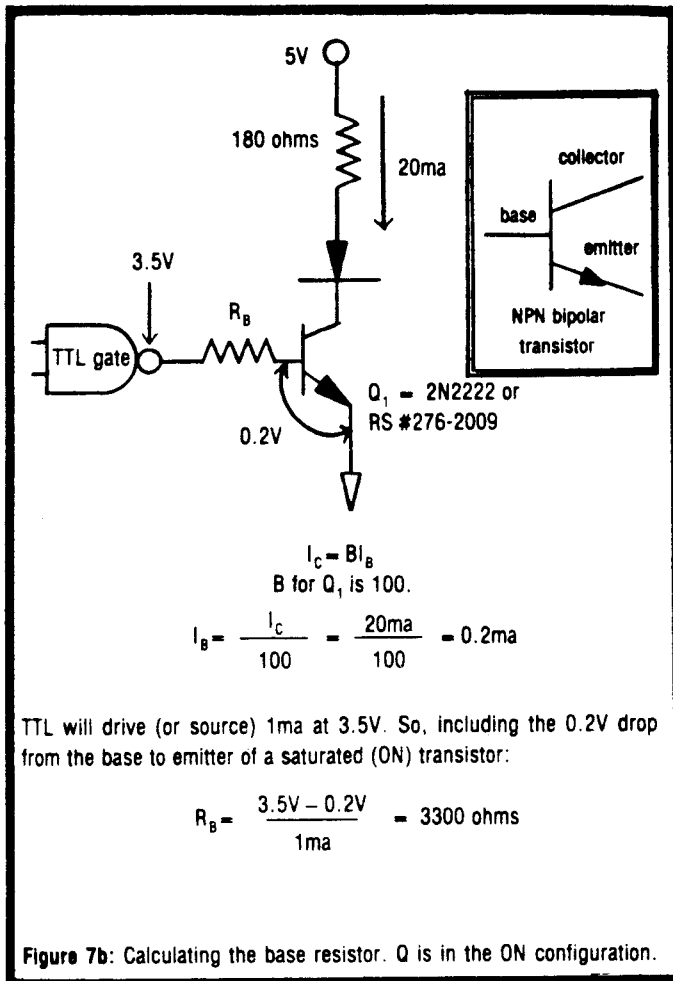 5V
180 ohms
20ma
collector
base
emitter
NPN bipolar
transistor
3.5V
R_B
TTL gate
Q_1 = 2N2222 or
RS #276-2009
0.2V
I_C = BI_B
B for Q_1 is 100.
I_B = I_C / 100 = 20ma / 100 = 0.2ma
TTL will drive (or source) 1ma at 3.5V. So, including the 0.2V drop
from the base to emitter of a saturated (ON) transistor:
R_B = 3.5V – 0.2V / 1ma = 3300 ohms
Figure 7b: Calculating the base resistor. Q is in the ON configuration.